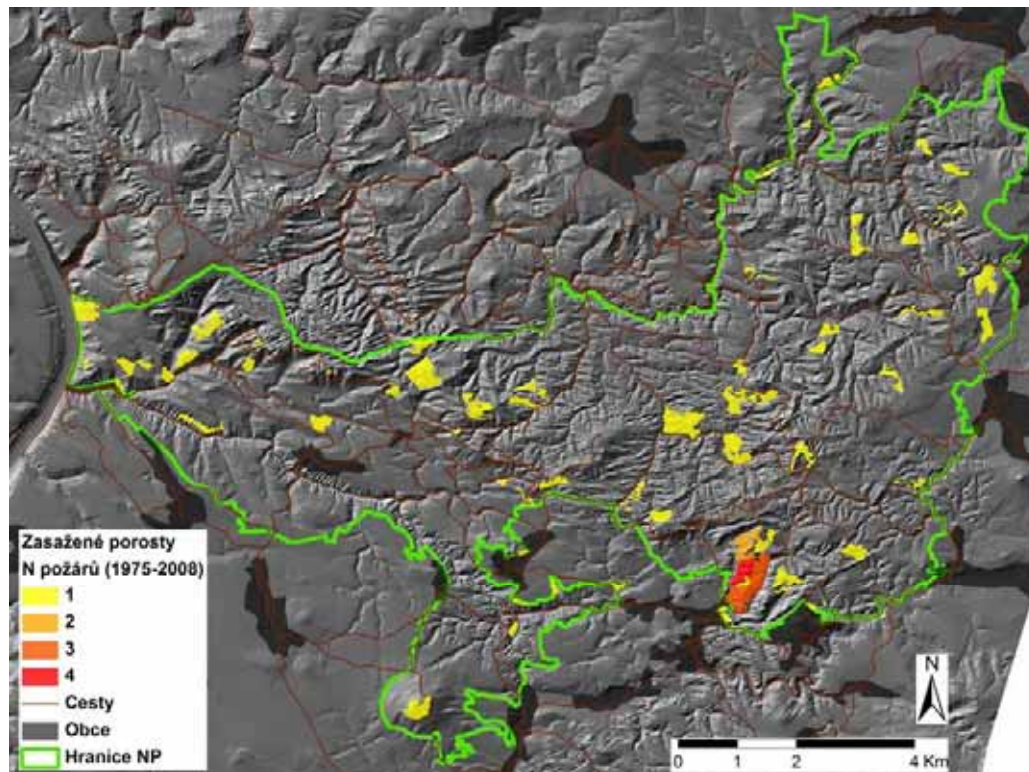 Zasažené porosty
N požárů (1975-2008)
1
2
3
4
Cesty
Obce
Hranice NP
N
0 1 2 4 Km